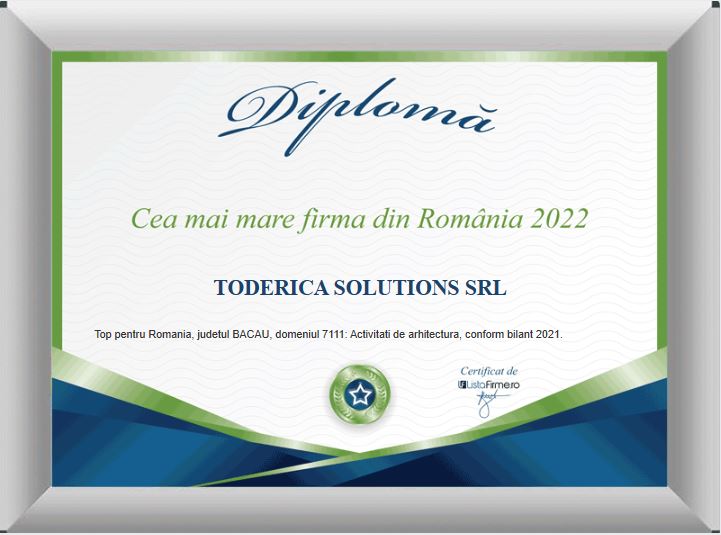 Diplomă
Cea mai mare firma din România 2022
TODERICA SOLUTIONS SRL
Top pentru Romania, judetul BACAU, domeniul 7111: Activitati de arhitectura, conform bilant 2021.
Certificat de
ListaFirme.ro